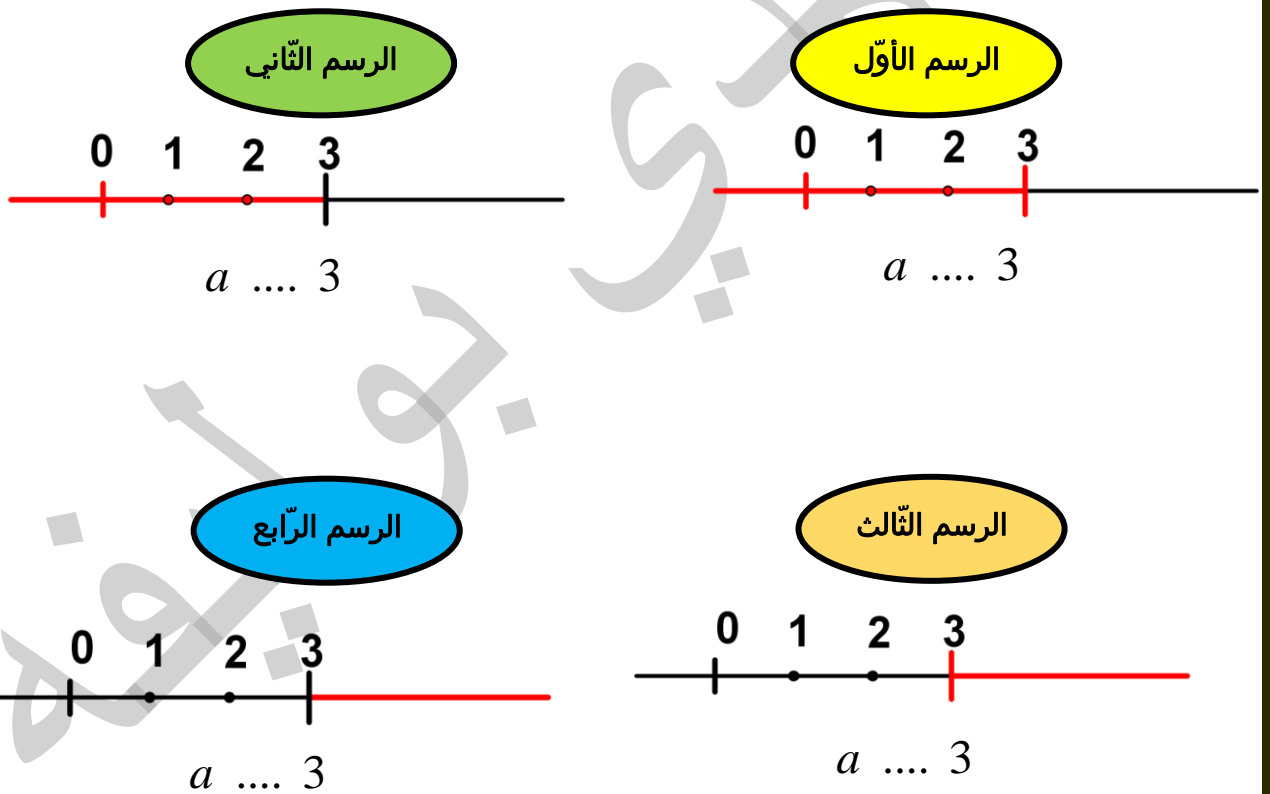 الرسم الأوّل
0 1 2 3
a .... 3
الرسم الثّاني
0 1 2 3
a .... 3
الرسم الثّالث
0 1 2 3
a .... 3
الرسم الرّابع
0 1 2 3
a .... 3